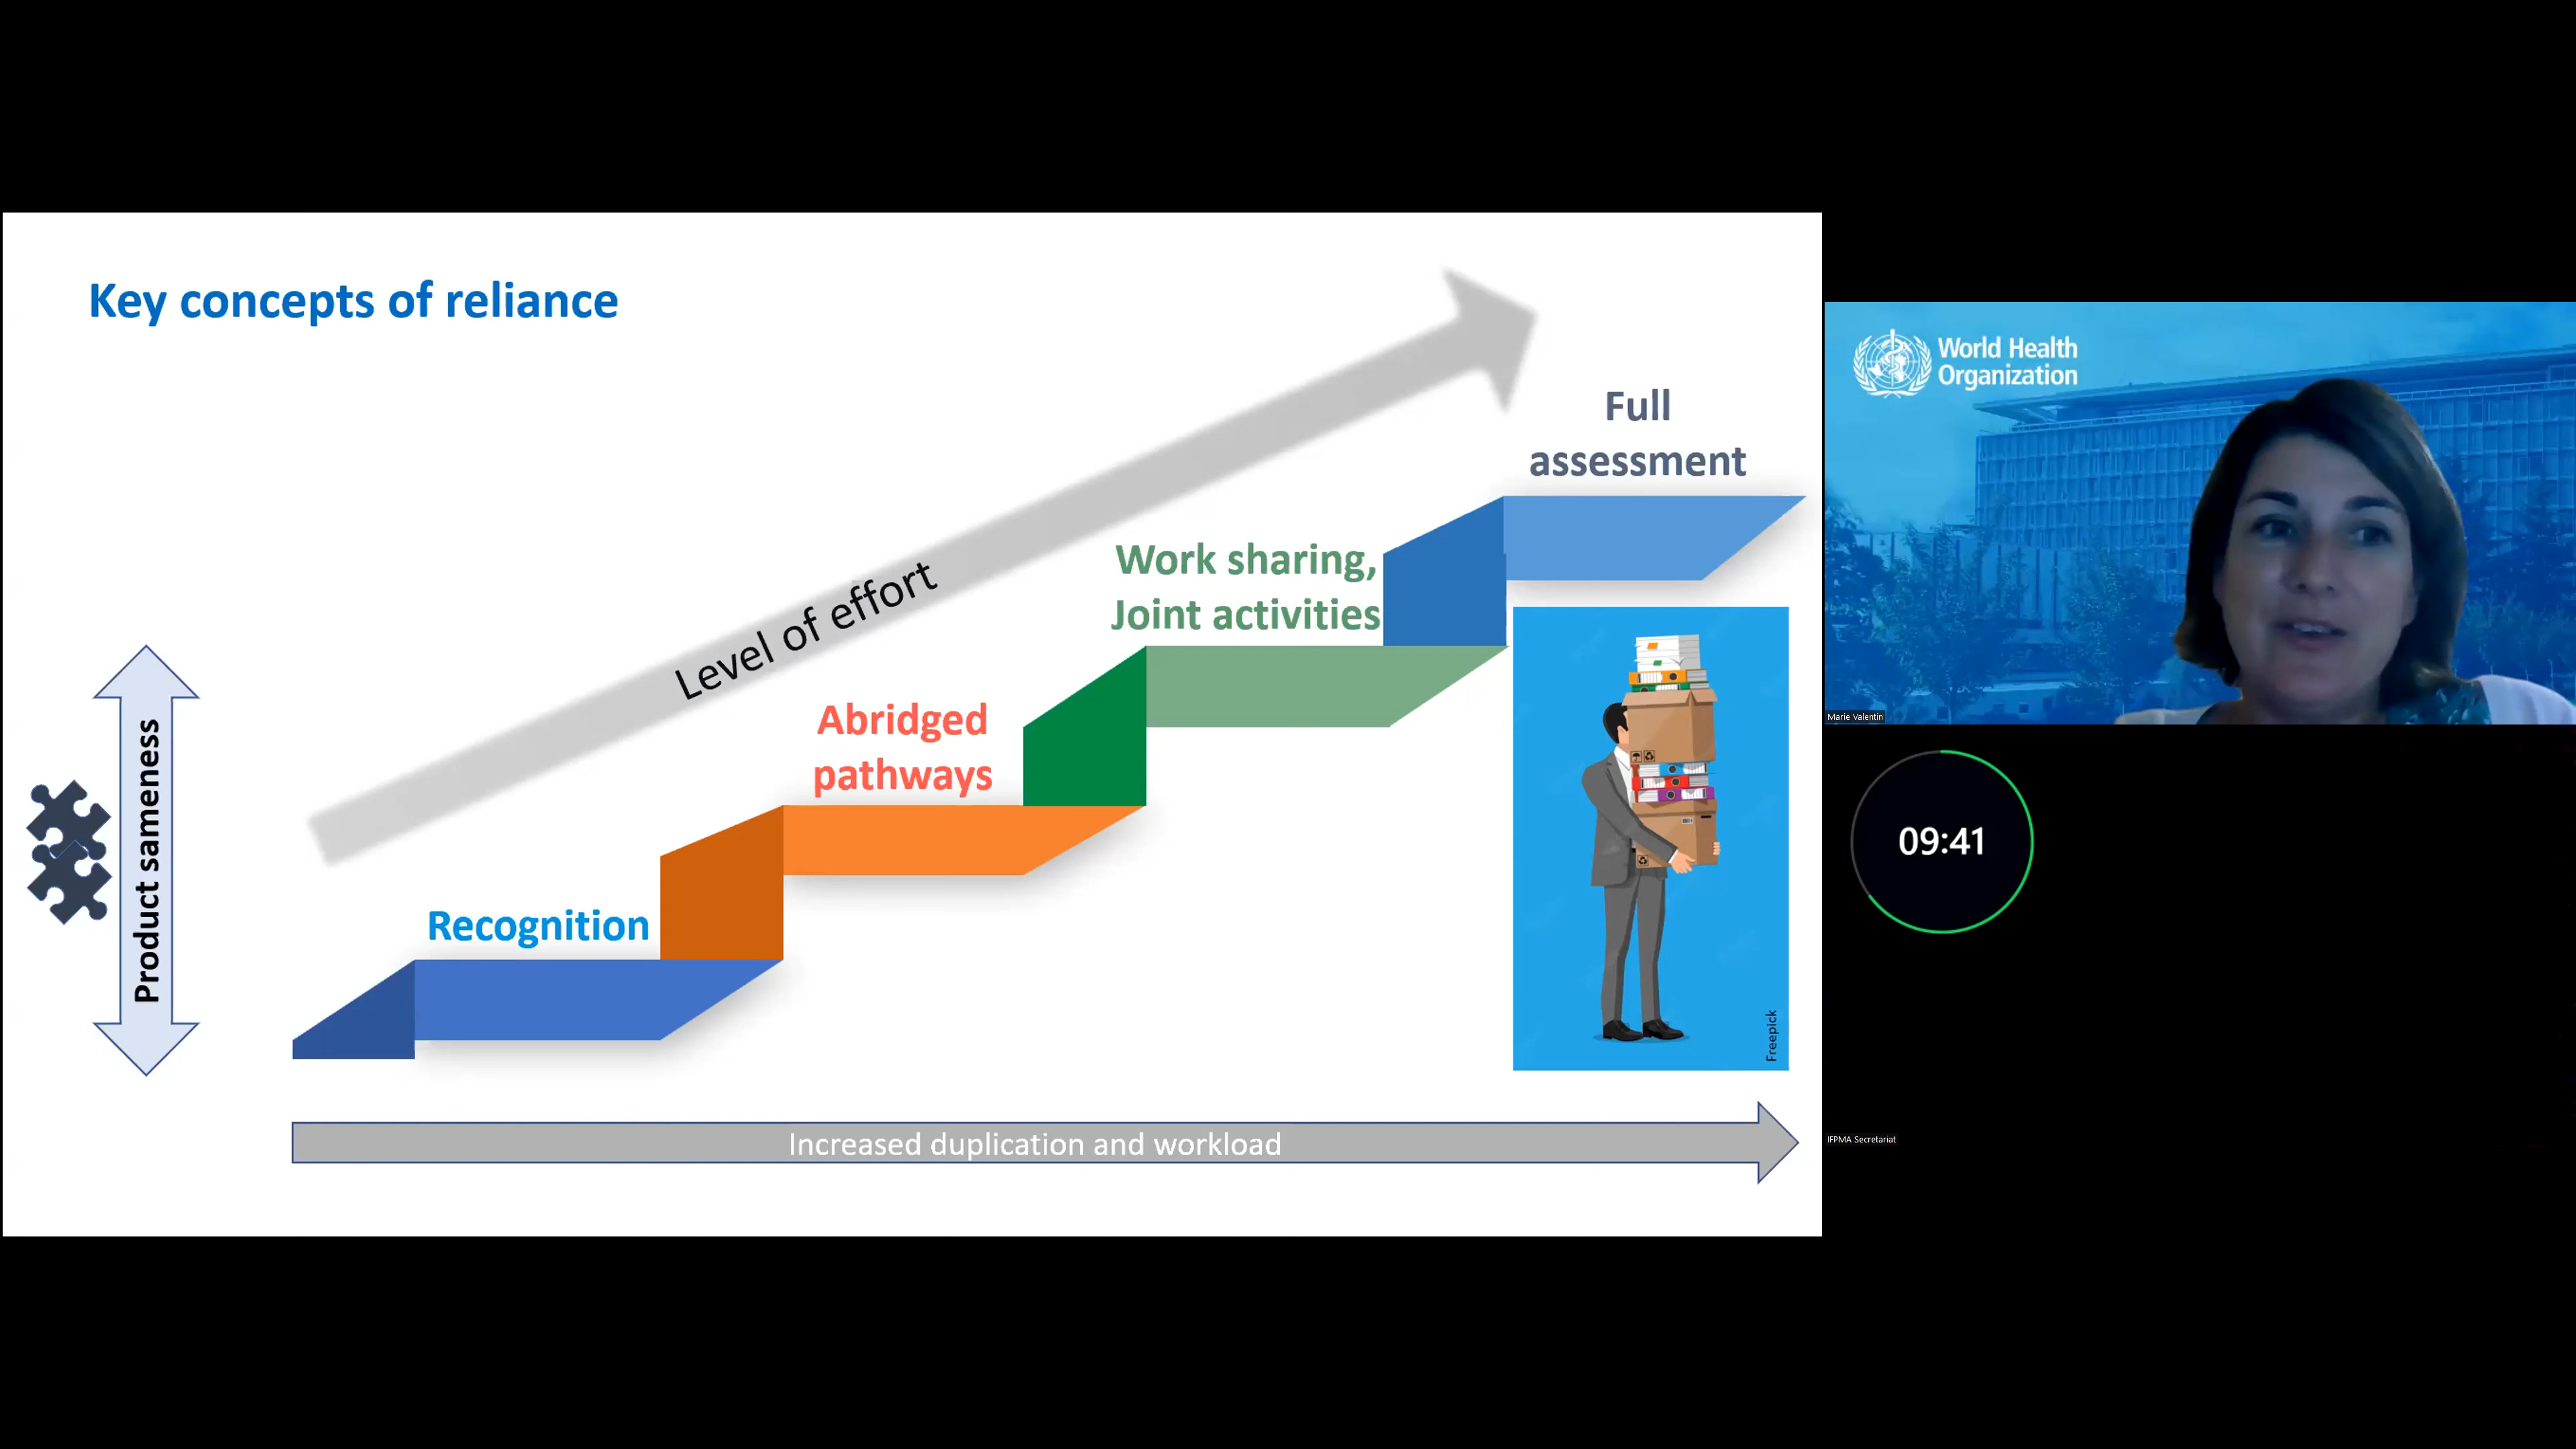 Key concepts of reliance
Level of effort
Full
assessment
Work sharing,
Joint activities
Abridged
pathways
Recognition
Product sameness
Freepick
Increased duplication and workload
World Health
Organization
Marie Valentin
09:41
IFPMA Secretariat